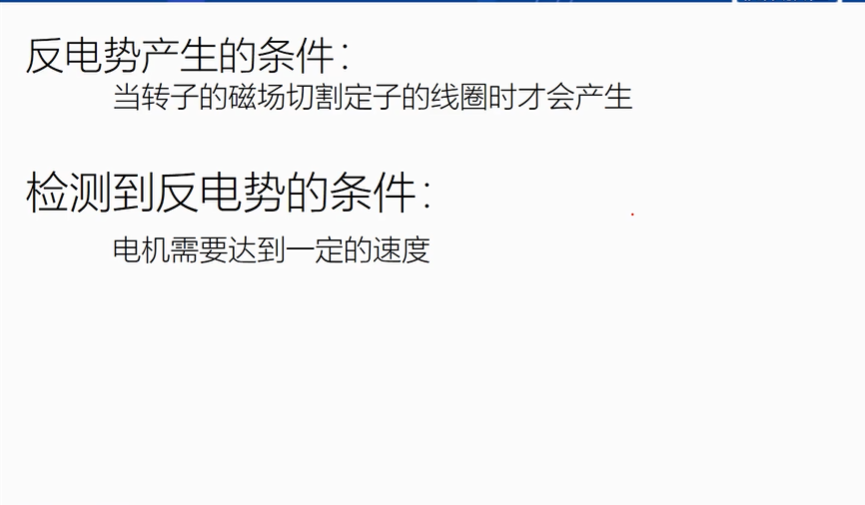 反电势产生的条件：
当转子的磁场切割定子的线圈时才会产生
检测到反电势的条件：
电机需要达到一定的速度